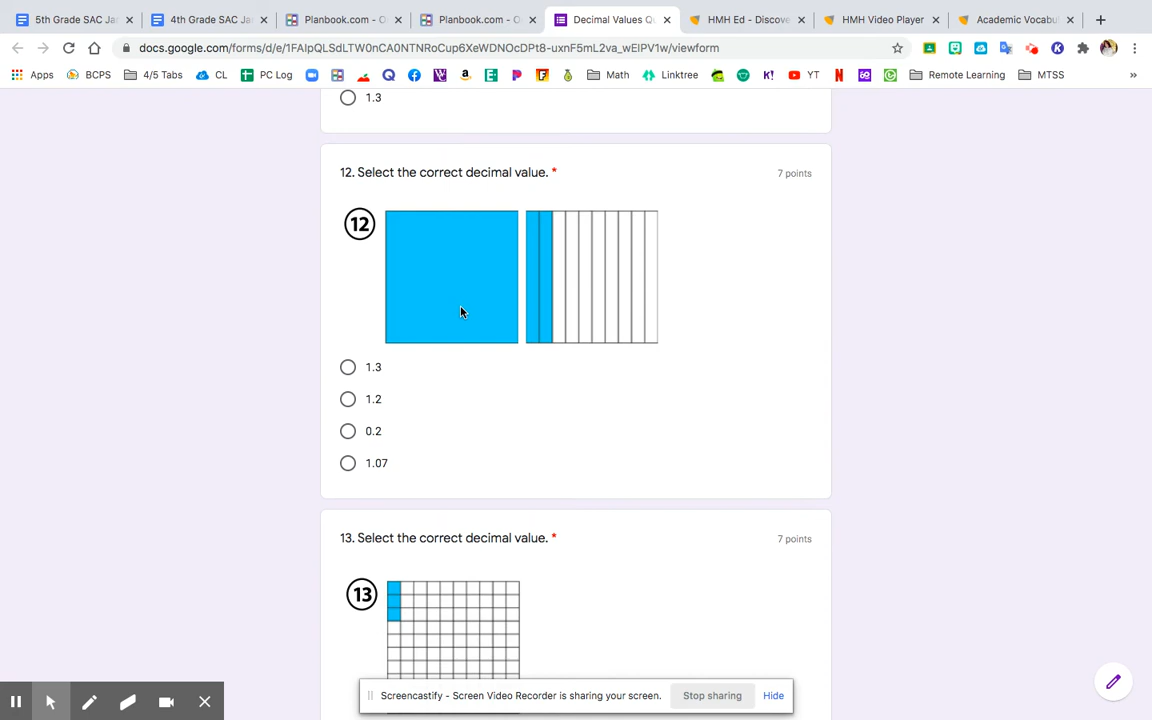 5th Grade SAC Ja
4th Grade SAC Ja
Planbook.com - O
Planbook.com - O
Decimal Values Q
HMH Ed - Discove
HMH Video Player
Academic Vocabu
docs.google.com/forms/d/e/1FAIpQLSdLTW0nCA0NTNRoCup6XeWDNOcDPt8-uxnF5mL2va_wEIPV1w/viewform
Apps
BCPS
4/5 Tabs
CL
PC Log
Math
Linktree
K!
YT
Remote Learning
MTSS
»
1.3
12. Select the correct decimal value. *
7 points
12
1.3
1.2
0.2
1.07
13. Select the correct decimal value. *
7 points
13
Screencastify - Screen Video Recorder is sharing your screen.
Stop sharing
Hide